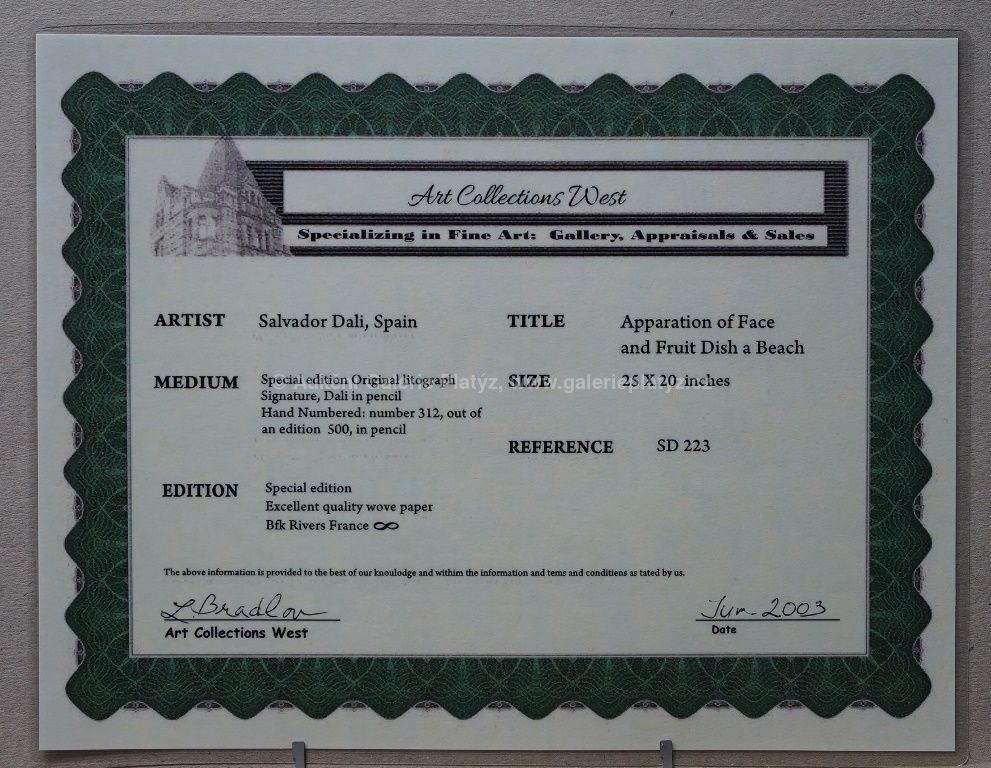 Art Collections West
Specializing in Fine Art: Gallery, Appraisals & Sales
ARTIST Salvador Dali, Spain
TITLE Apparation of Face
and Fruit Dish a Beach
MEDIUM Special edition Original litograph
Signature, Dali in pencil
Hand Numbered: number 312, out of
an edition 500, in pencil
SIZE 25 X 20 inches
REFERENCE SD 223
EDITION Special edition
Excellent quality wove paper
Bfk Rivers France ∞
The above information is provided to the best of our knoulodge and withim the information and tems and conditiens as tated by us.
L. Bradlow
Art Collections West
Jun - 2003
Date